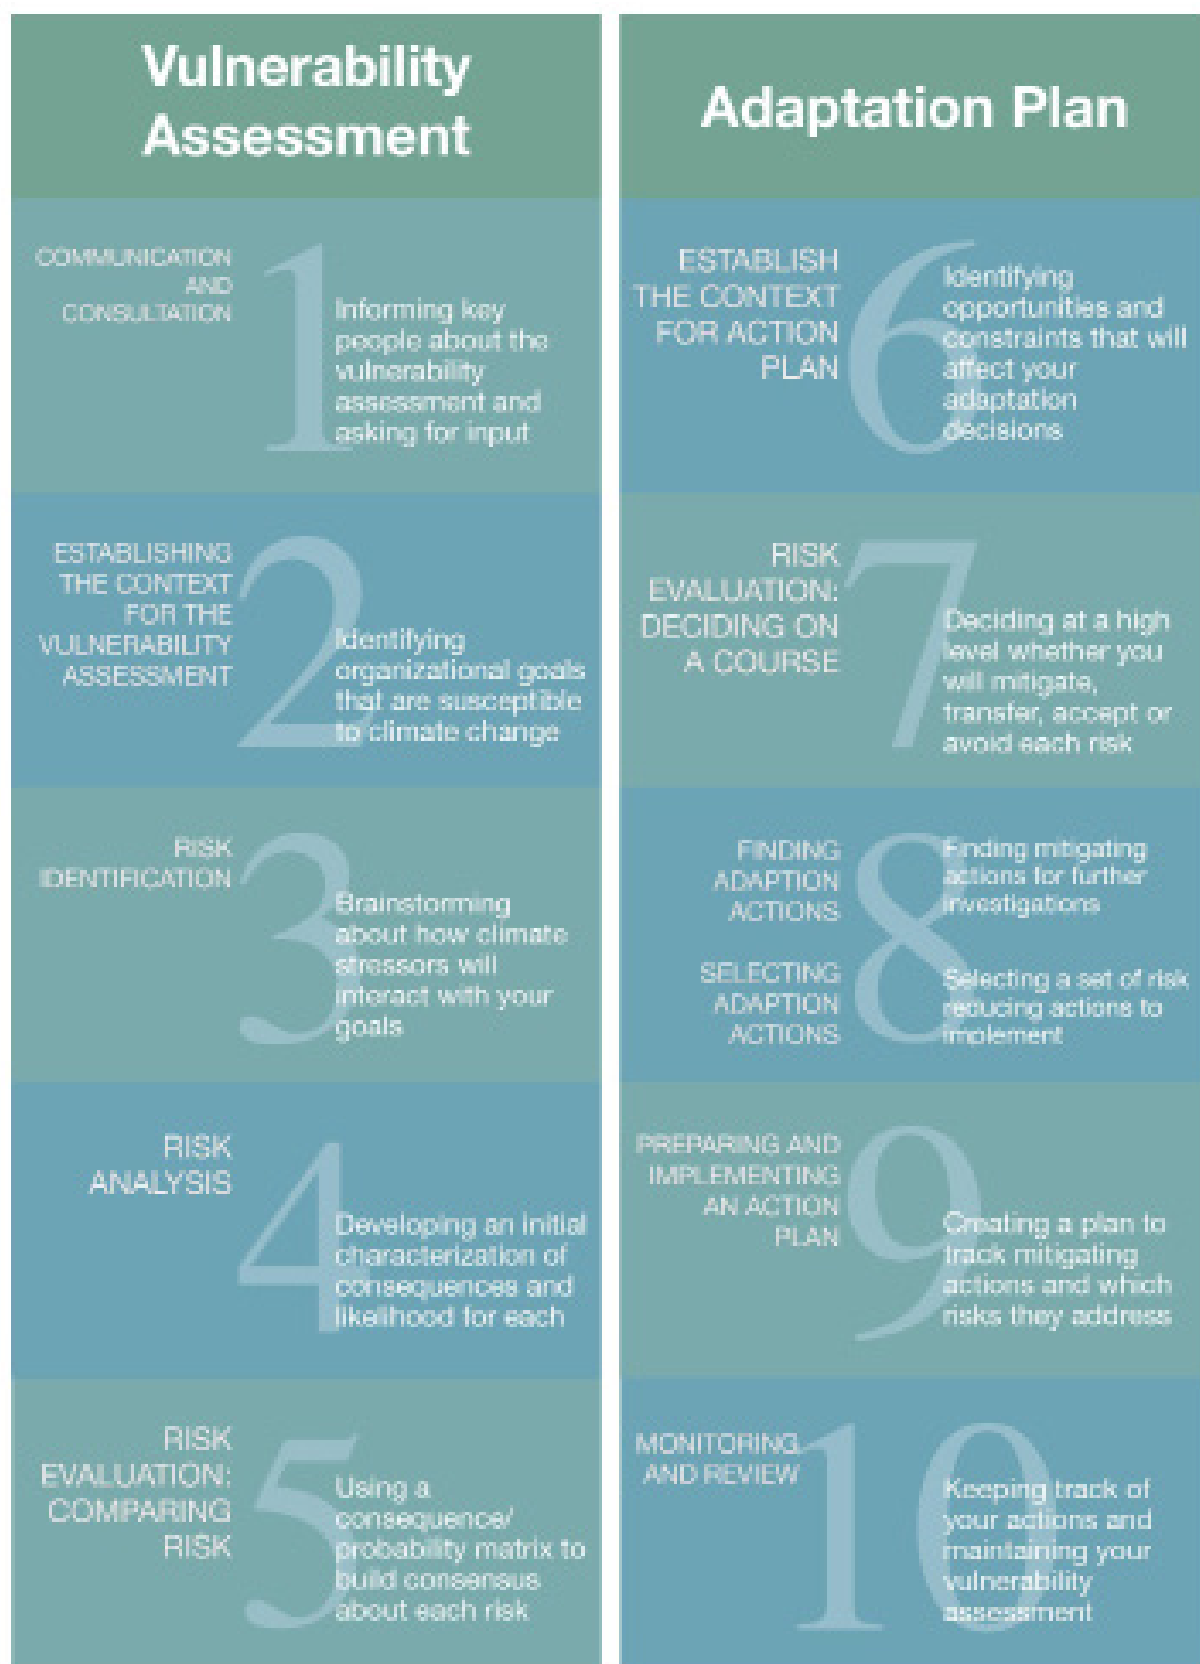 Vulnerability
Assessment
COMMUNICATION
AND
CONSULTATION
1
Informing key
people about the
vulnerability
assessment and
asking for input
ESTABLISHING
THE CONTEXT
FOR THE
VULNERABILITY
ASSESSMENT
2
Identifying
organizational goals
that are susceptible
to climate change
RISK
IDENTIFICATION
3
Brainstorming
about how climate
stressors will
interact with your
goals
RISK
ANALYSIS
4
Developing an initial
characterization of
consequences and
likelihood for each
RISK
EVALUATION:
COMPARING
RISK
5
Using a
consequence/
probability matrix to
build consensus
about each risk
Adaptation Plan
ESTABLISH
THE CONTEXT
FOR ACTION
PLAN
6
Identifying
opportunities and
constraints that will
affect your
adaptation
decisions
RISK
EVALUATION:
DECIDING ON
A COURSE
7
Deciding at a high
level whether you
will mitigate,
transfer, accept or
avoid each risk
FINDING
ADAPTION
ACTIONS
8
Finding mitigating
actions for further
investigations
SELECTING
ADAPTION
ACTIONS
Selecting a set of risk
reducing actions to
implement
PREPARING AND
IMPLEMENTING
AN ACTION
PLAN
9
Creating a plan to
track mitigating
actions and which
risks they address
MONITORING
AND REVIEW
10
Keeping track of
your actions and
maintaining your
vulnerability
assessment